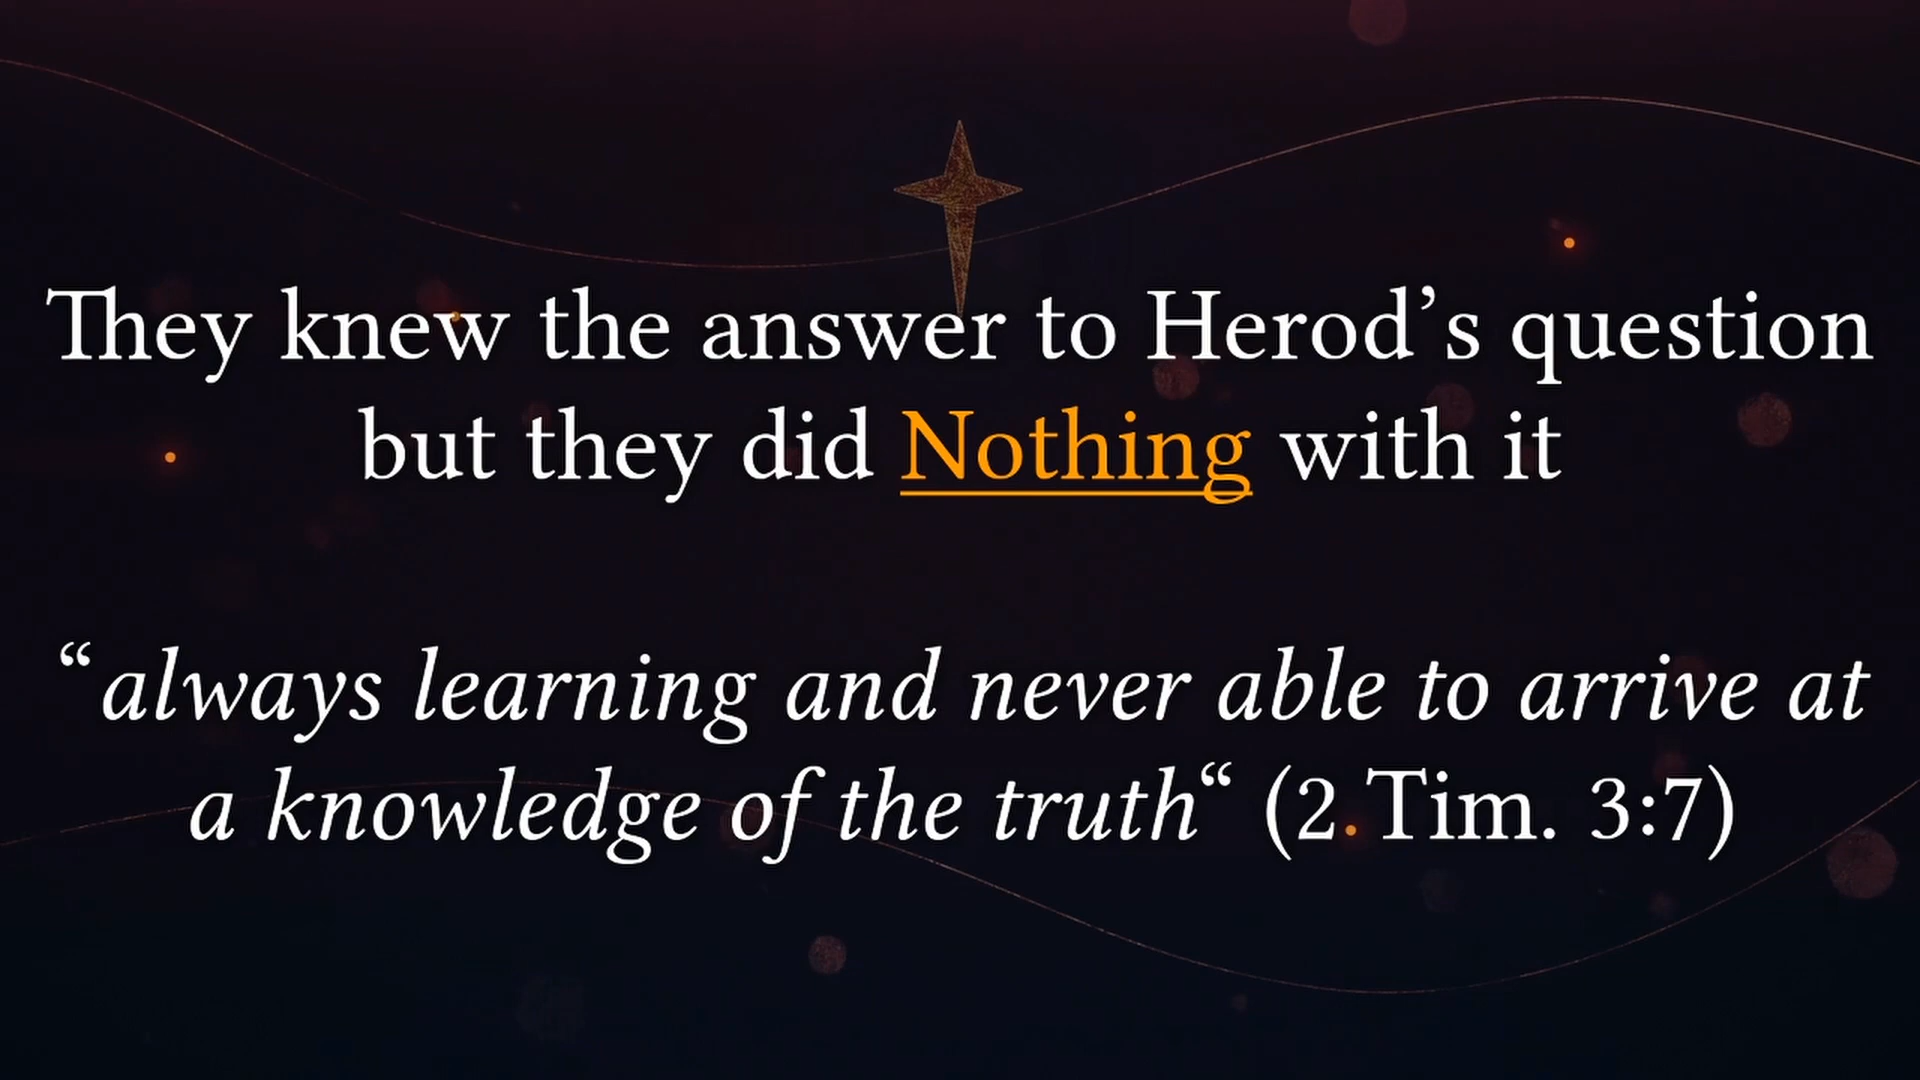 They knew the answer to Herod’s question
but they did Nothing with it
“always learning and never able to arrive at
a knowledge of the truth“ (2 Tim. 3:7)